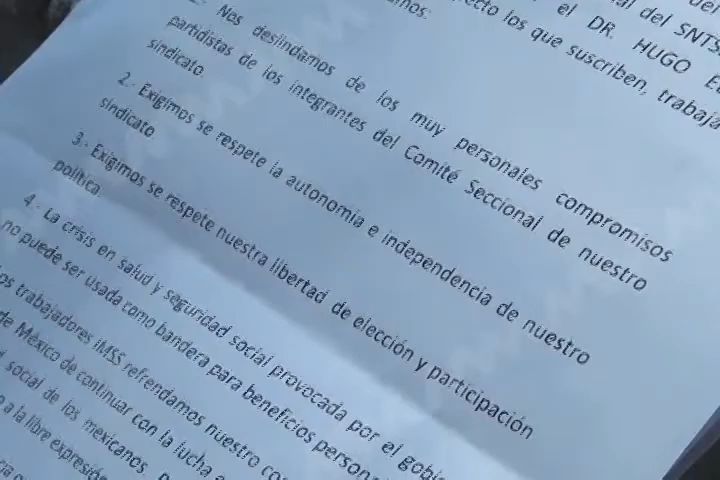 al del SNTS
el DR. HUGO
los que suscriben,
1.- Nos deslindamos de los muy personales compromisos
partidistas de los integrantes del Comité Seccional de nuestro
sindicato.
2.- Exigimos se respete la autonomía e independencia de nuestro
sindicato
3.- Exigimos se respete nuestra libertad de elección y participación
política.
4.- La crisis en salud y seguridad social provocada por el
no puede ser usada como bandera para beneficios
os trabajadores IMSS refrendamos nuestro
de México de continuar con la lucha
social de los mexicanos.
a la libre